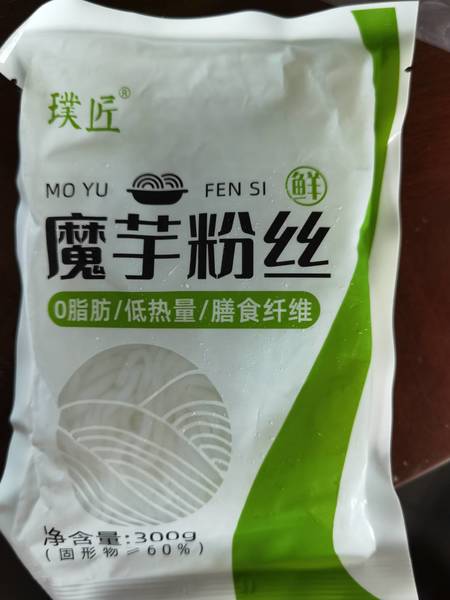 璞匠®
MO YU FEN SI 鲜
魔芋粉丝
0脂肪/低热量/膳食纤维
净含量:300g
(固形物≥60%)